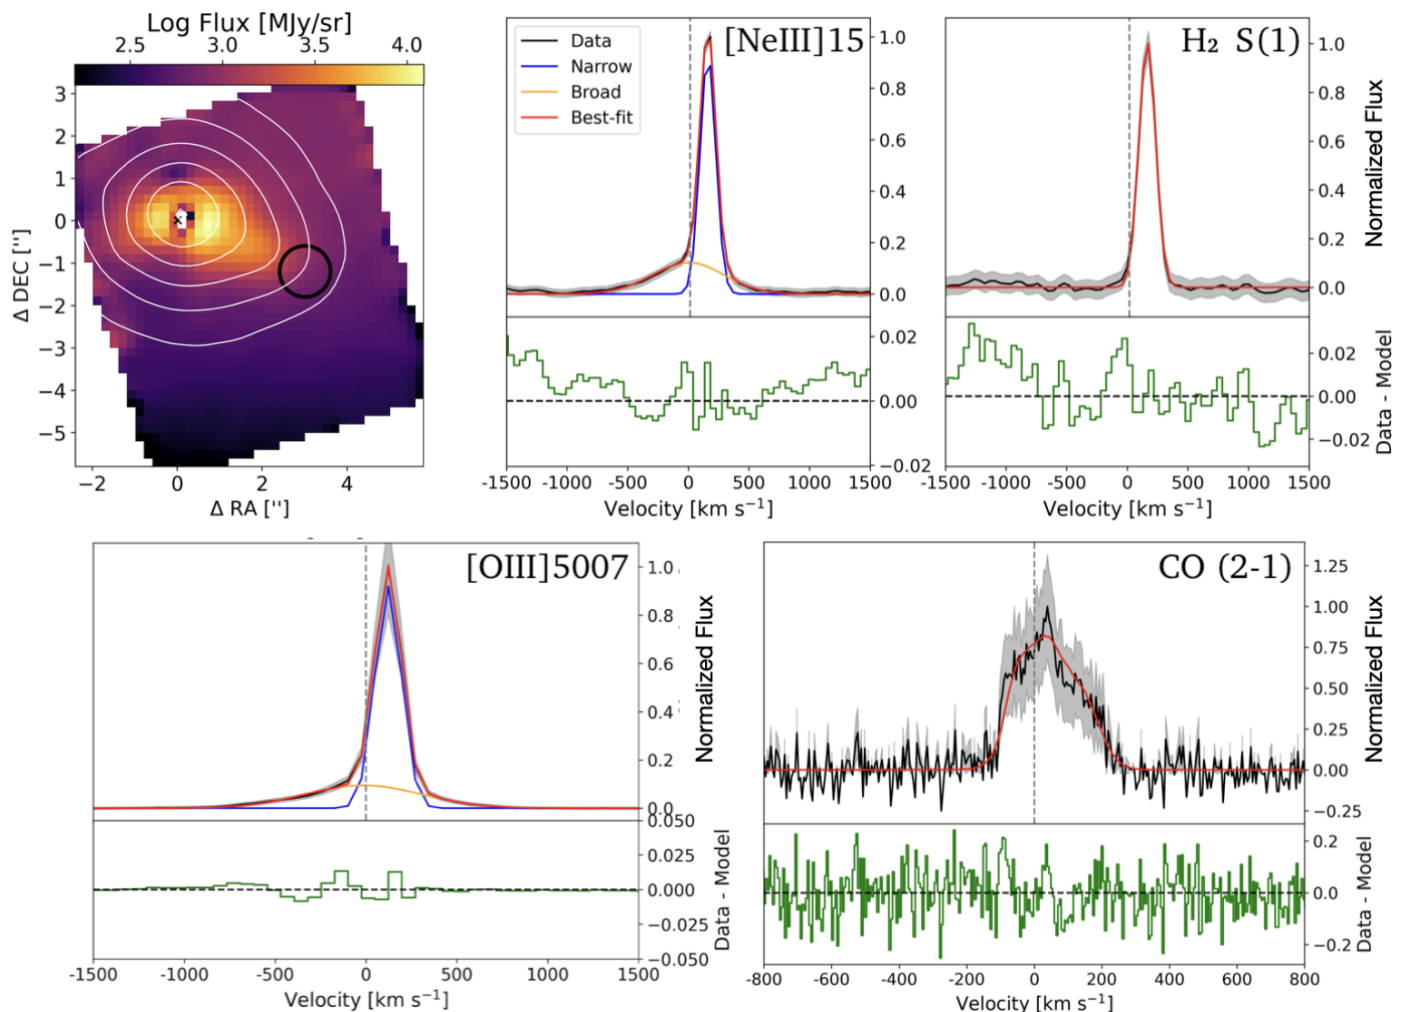 Log Flux [MJy/sr]
2.5 3.0 3.5 4.0
3
2
1
0
−1
−2
−3
−4
−5
Δ DEC ['']
−2 0 2 4
Δ RA ['']
[NeIII]15
Data
Narrow
Broad
Best-fit
1.0
0.8
0.6
0.4
0.2
0.0
0.02
0.00
−0.02
-1500 -1000 -500 0 500 1000 1500
Velocity [km s⁻¹]
H₂ S(1)
1.0
0.8
0.6
0.4
0.2
0.0
Normalized Flux
0.02
0.00
−0.02
Data - Model
-1500 -1000 -500 0 500 1000 1500
Velocity [km s⁻¹]
[OIII]5007
1.0
0.8
0.6
0.4
0.2
0.0
Normalized Flux
0.050
0.025
0.000
−0.025
−0.050
Data - Model
-1500 -1000 -500 0 500 1000 1500
Velocity [km s⁻¹]
CO (2-1)
1.25
1.00
0.75
0.50
0.25
0.00
−0.25
Normalized Flux
0.2
0.0
−0.2
Data - Model
-800 -600 -400 -200 0 200 400 600 800
Velocity [km s⁻¹]